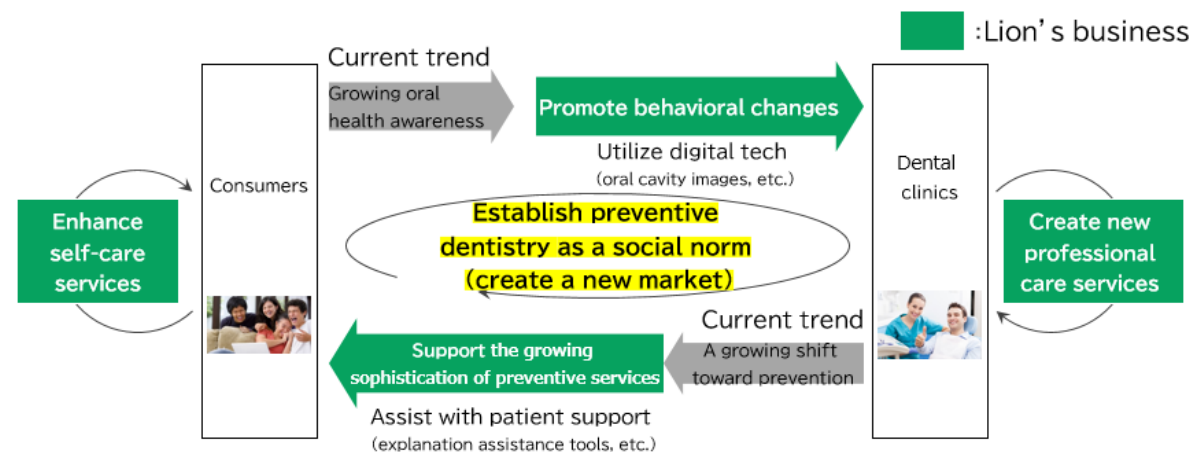 :Lion's business
Current trend
Growing oral
health awareness
Promote behavioral changes
Utilize digital tech
(oral cavity images, etc.)
Consumers
Dental
clinics
Enhance
self-care
services
Establish preventive
dentistry as a social norm
(create a new market)
Create new
professional
care services
Current trend
A growing shift
toward prevention
Support the growing
sophistication of preventive services
Assist with patient support
(explanation assistance tools, etc.)